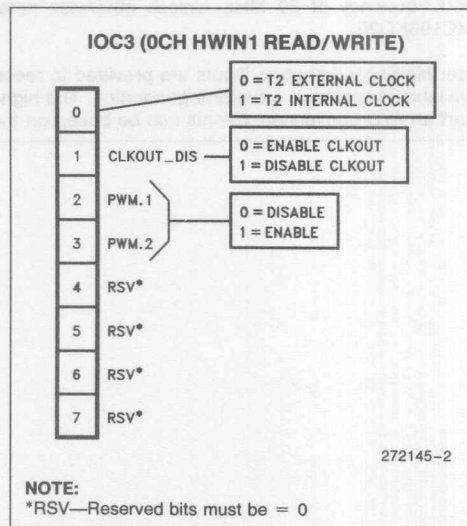 IOC3 (0CH HWIN1 READ/WRITE)
0 = T2 EXTERNAL CLOCK
1 = T2 INTERNAL CLOCK
0
1 CLKOUT_DIS
0 = ENABLE CLKOUT
1 = DISABLE CLKOUT
2 PWM.1
3 PWM.2
0 = DISABLE
1 = ENABLE
4 RSV*
5 RSV*
6 RSV*
7 RSV*
272145-2
NOTE:
*RSV—Reserved bits must be = 0